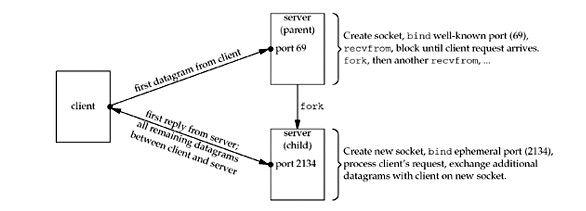 server
(parent)
port 69
Create socket, bind well-known port (69),
recvfrom, block until client request arrives.
fork, then another recvfrom, ...
first datagram from client
client
fork
first reply from server;
all remaining datagrams
between client and server
server
(child)
port 2134
Create new socket, bind ephemeral port (2134),
process client's request, exchange additional
datagrams with client on new socket.